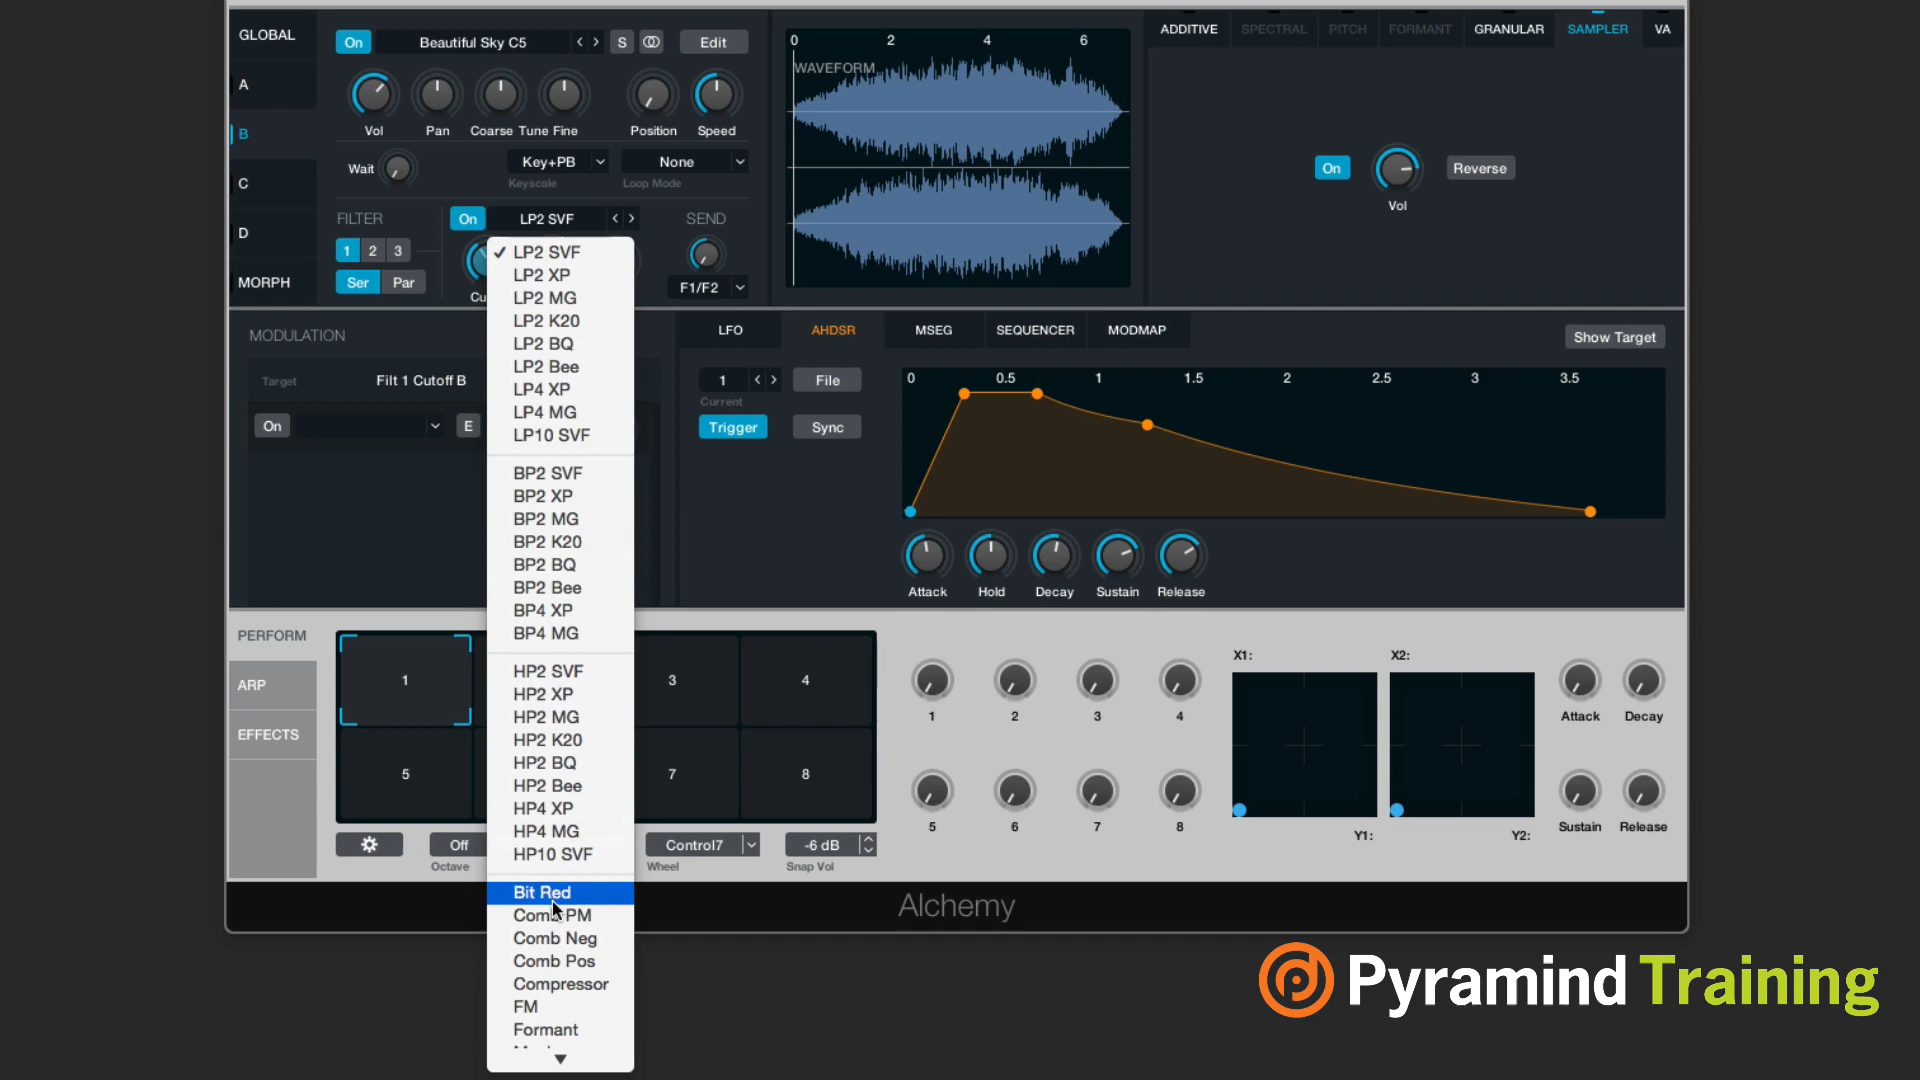 GLOBAL
A
B
C
D
MORPH
On
Beautiful Sky C5
S
Edit
Vol
Pan
Coarse Tune Fine
Position
Speed
Wait
Key+PB
Keyscale
None
Loop Mode
FILTER
1
2
3
Ser
Par
On
LP2 SVF
SEND
F1/F2
Cu
0
2
4
6
WAVEFORM
ADDITIVE
SPECTRAL
PITCH
FORMANT
GRANULAR
SAMPLER
VA
On
Vol
Reverse
LP2 SVF
LP2 XP
LP2 MG
LP2 K20
LP2 BQ
LP2 Bee
LP4 XP
LP4 MG
LP10 SVF
BP2 SVF
BP2 XP
BP2 MG
BP2 K20
BP2 BQ
BP2 Bee
BP4 XP
BP4 MG
HP2 SVF
HP2 XP
HP2 MG
HP2 K20
HP2 BQ
HP2 Bee
HP4 XP
HP4 MG
HP10 SVF
Bit Red
Comb PM
Comb Neg
Comb Pos
Compressor
FM
Formant
MODULATION
Target
Filt 1 Cutoff B
On
E
LFO
AHDSR
MSEG
SEQUENCER
MODMAP
Show Target
1
Current
File
Trigger
Sync
0
0.5
1
1.5
2
2.5
3
3.5
Attack
Hold
Decay
Sustain
Release
PERFORM
ARP
EFFECTS
1
3
4
5
7
8
Off
Octave
Control7
Wheel
-6 dB
Snap Vol
1
2
3
4
5
6
7
8
X1:
X2:
Y1:
Y2:
Attack
Decay
Sustain
Release
Alchemy
Pyramind Training